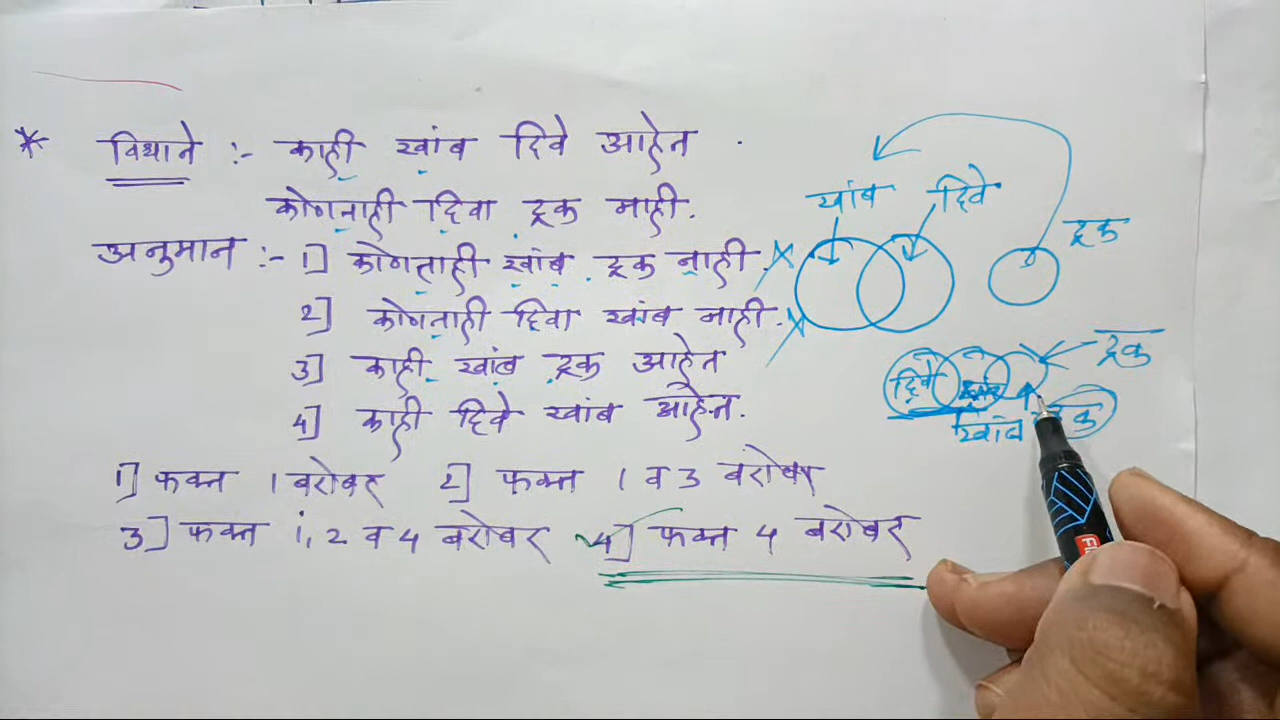 * विधाने :- काही खांब दिवे आहेत
कोणताही दिवा ट्रक नाही.
अनुमान :- 1] कोणताही खांब ट्रक नाही.
2] कोणताही दिवा खांब नाही.
3] काही खांब ट्रक आहेत
4] काही दिवे खांब आहेत.
1] फक्त 1 बरोबर 2] फक्त 1 व 3 बरोबर
3] फक्त 1, 2 व 4 बरोबर 4] फक्त 4 बरोबर
खांब दिवे
ट्रक
दिवे
ट्रक
खांब